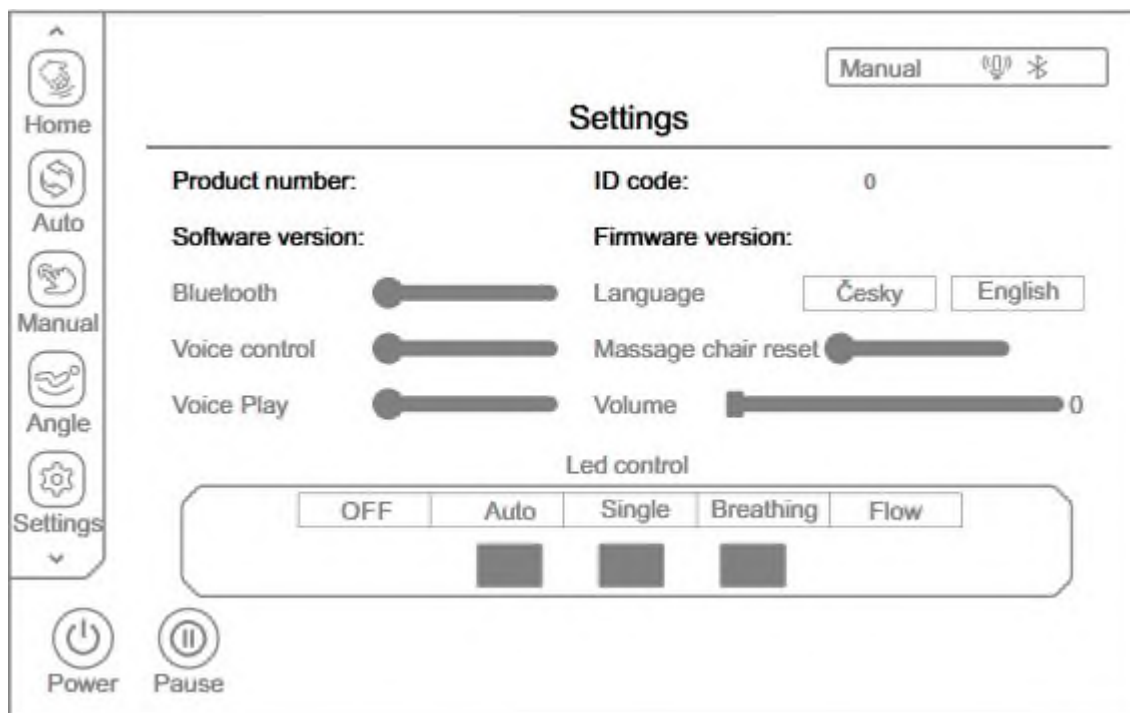 Manual
Settings
Home
Auto
Manual
Angle
Settings
Product number:
ID code: 0
Software version:
Firmware version:
Bluetooth
Language Česky English
Voice control
Massage chair reset
Voice Play
Volume 0
Led control
OFF Auto Single Breathing Flow
Power Pause